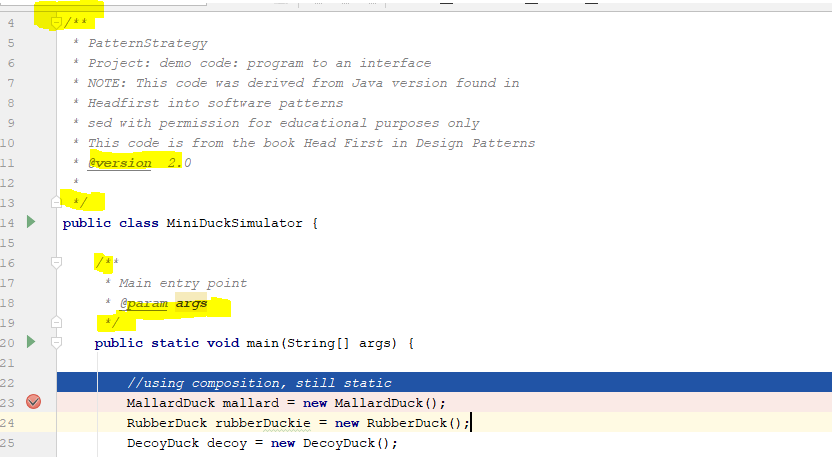 4 /**
5 * PatternStrategy
6 * Project: demo code: program to an interface
7 * NOTE: This code was derived from Java version found in
8 * Headfirst into software patterns
9 * sed with permission for educational purposes only
10 * This code is from the book Head First in Design Patterns
11 * @version 2.0
12 *
13 */
14 public class MiniDuckSimulator {
15
16 /**
17 * Main entry point
18 * @param args
19 */
20 public static void main(String[] args) {
21
22 //using composition, still static
23 MallardDuck mallard = new MallardDuck();
24 RubberDuck rubberDuckie = new RubberDuck();
25 DecoyDuck decoy = new DecoyDuck();